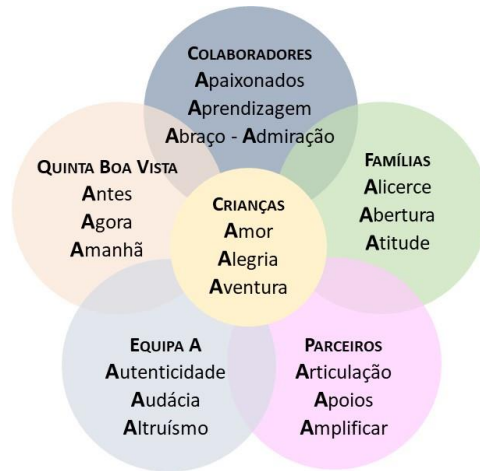 COLABORADORES
Apaixonados
Aprendizagem
Abraço - Admiração
QUINTA BOA VISTA
Antes
Agora
Amanhã
FAMÍLIAS
Alicerce
Abertura
Atitude
CRIANÇAS
Amor
Alegria
Aventura
EQUIPA A
Autenticidade
Audácia
Altruísmo
PARCEIROS
Articulação
Apoios
Amplificar